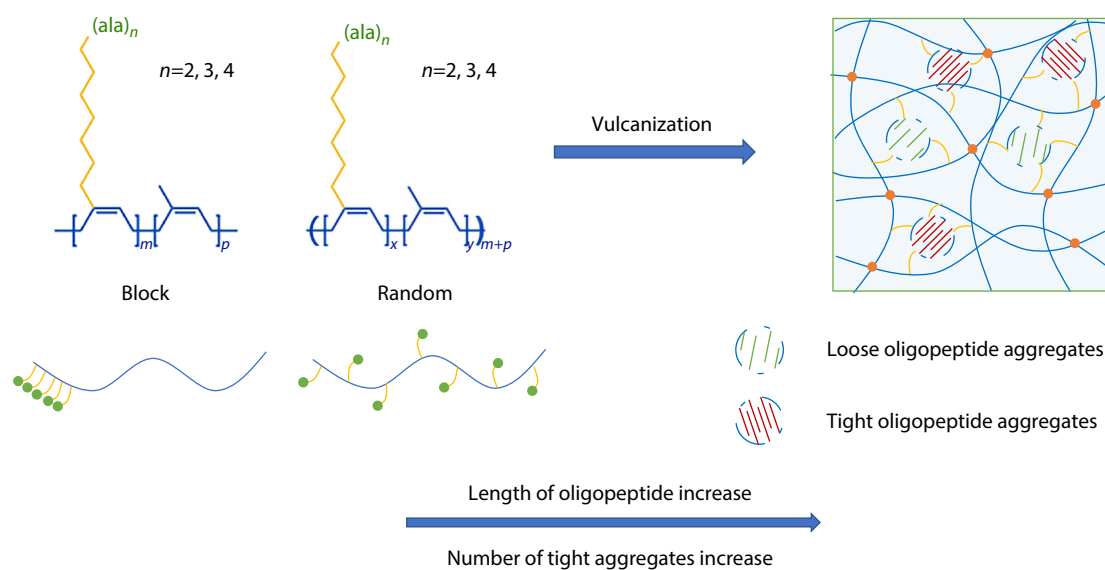 (ala)n
n=2, 3, 4
(ala)n
n=2, 3, 4
Vulcanization
m
p
x
y
m+p
Block
Random
Loose oligopeptide aggregates
Tight oligopeptide aggregates
Length of oligopeptide increase
Number of tight aggregates increase